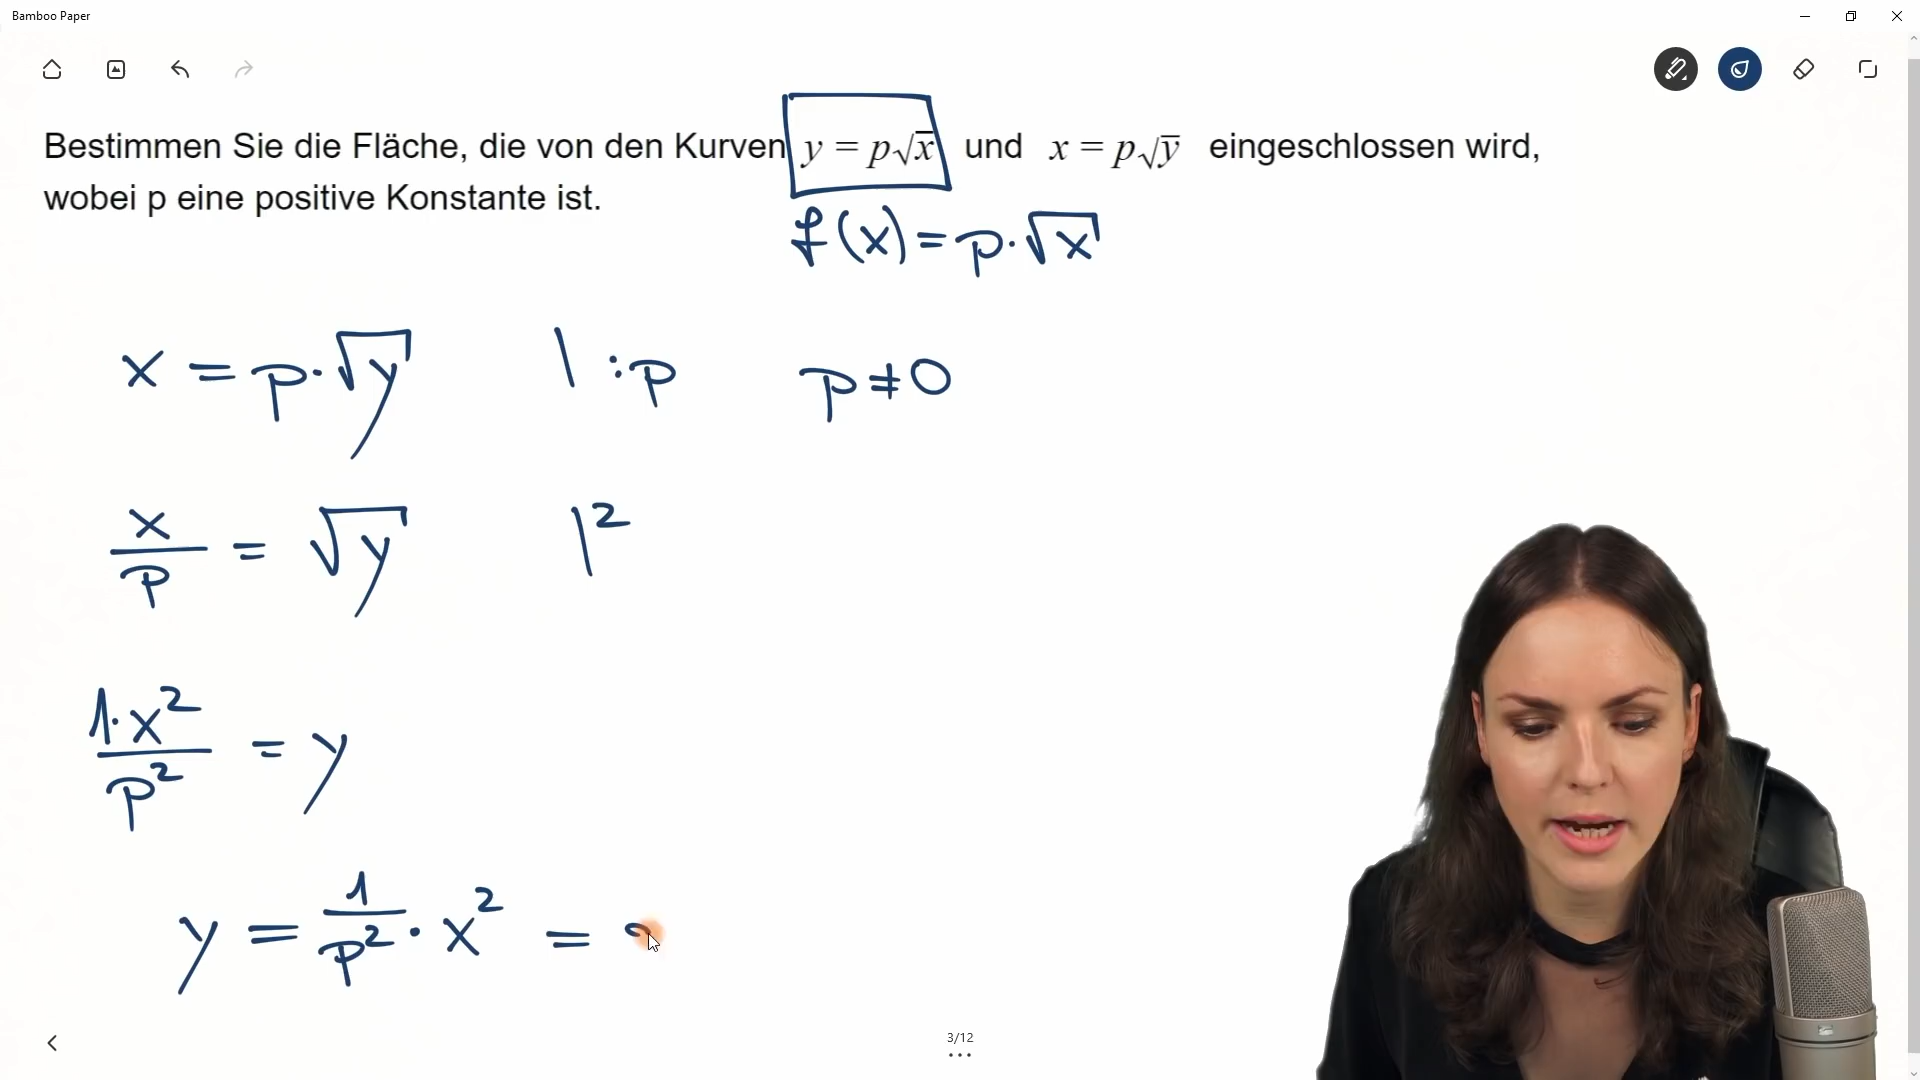 Bamboo Paper
Bestimmen Sie die Fläche, die von den Kurven y = p√x und x = p√y eingeschlossen wird,
wobei p eine positive Konstante ist.
f(x) = p·√x
x = p·√y | :p p ≠ 0
x/p = √y |²
1·x²/p² = y
y = 1/p² · x² =
3/12